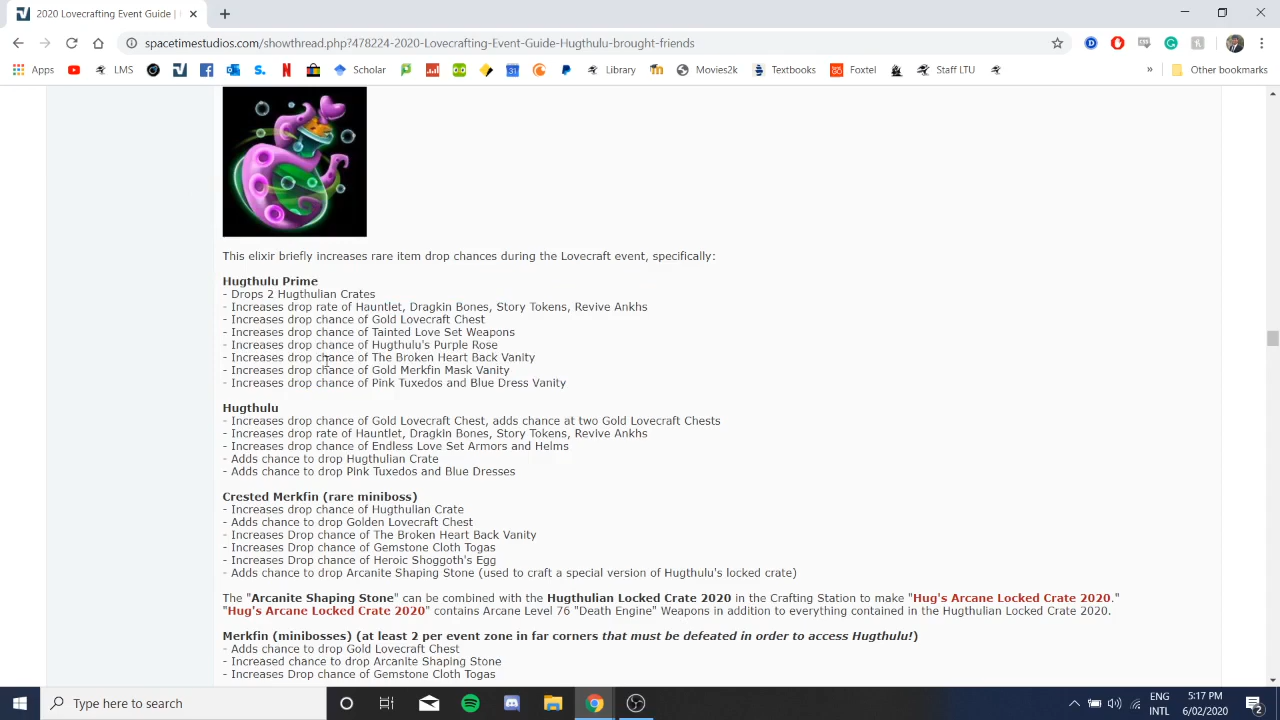 2020 Lovecrafting Event Guide |
spacetimestudios.com/showthread.php?478224-2020-Lovecrafting-Event-Guide-Hugthulu-brought-friends
Apps LMS Scholar Library Movies2k Textbooks Foxtel Staff LTU » Other bookmarks
This elixir briefly increases rare item drop chances during the Lovecraft event, specifically:
Hugthulu Prime
- Drops 2 Hugthulian Crates
- Increases drop rate of Hauntlet, Dragkin Bones, Story Tokens, Revive Ankhs
- Increases drop chance of Gold Lovecraft Chest
- Increases drop chance of Tainted Love Set Weapons
- Increases drop chance of Hugthulu's Purple Rose
- Increases drop chance of The Broken Heart Back Vanity
- Increases drop chance of Gold Merkfin Mask Vanity
- Increases drop chance of Pink Tuxedos and Blue Dress Vanity
Hugthulu
- Increases drop chance of Gold Lovecraft Chest, adds chance at two Gold Lovecraft Chests
- Increases drop rate of Hauntlet, Dragkin Bones, Story Tokens, Revive Ankhs
- Increases drop chance of Endless Love Set Armors and Helms
- Adds chance to drop Hugthulian Crate
- Adds chance to drop Pink Tuxedos and Blue Dresses
Crested Merkfin (rare miniboss)
- Increases drop chance of Hugthulian Crate
- Adds chance to drop Golden Lovecraft Chest
- Increases Drop chance of The Broken Heart Back Vanity
- Increases Drop chance of Gemstone Cloth Togas
- Increases Drop chance of Heroic Shoggoth's Egg
- Adds chance to drop Arcanite Shaping Stone (used to craft a special version of Hugthulu's locked crate)
The "Arcanite Shaping Stone" can be combined with the Hugthulian Locked Crate 2020 in the Crafting Station to make "Hug's Arcane Locked Crate 2020."
"Hug's Arcane Locked Crate 2020" contains Arcane Level 76 "Death Engine" Weapons in addition to everything contained in the Hugthulian Locked Crate 2020.
Merkfin (minibosses) (at least 2 per event zone in far corners that must be defeated in order to access Hugthulu!)
- Adds chance to drop Gold Lovecraft Chest
- Increased chance to drop Arcanite Shaping Stone
- Increases Drop chance of Gemstone Cloth Togas
Type here to search
ENG
INTL
5:17 PM
6/02/2020
2